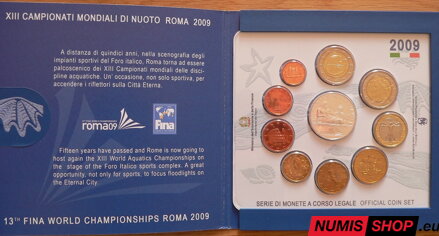 XIII CAMPIONATI MONDIALI DI NUOTO ROMA 2009
A distanza di quindici anni, nella scenografia degli
impianti sportivi del Foro Italico, Roma torna ad essere
palcoscenico dei XIII Campionati mondiali delle disci-
pline acquatiche. Un' occasione, non solo sportiva, per
accendere i riflettori sulla Città Eterna.
roma09
Fina
Fifteen years have passed and Rome is now going to
host again the XIII World Aquatics Championships on
the stage of the Foro Italico sports complex. A great
opportunity, not only for sports, to focus floodlights on
the Eternal City.
13TH FINA WORLD CHAMPIONSHIPS ROMA 2009
2009
SERIE DI MONETE A CORSO LEGALE OFFICIAL COIN SET
NUMIS SHOP.eu